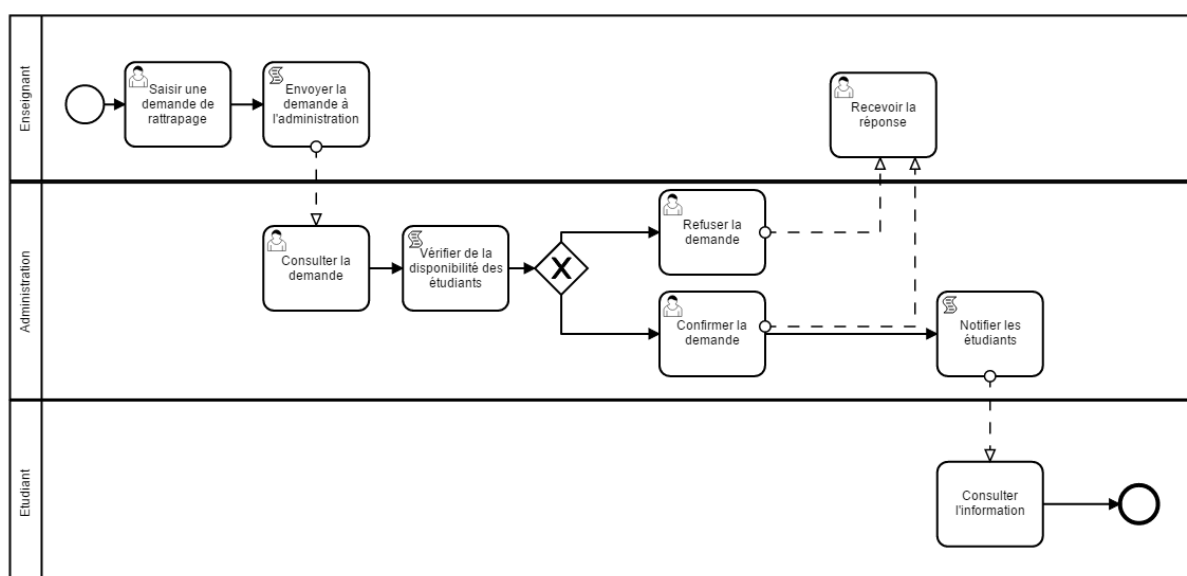 Enseignant
Saisir une
demande de
rattrapage
Envoyer la
demande à
l'administration
Recevoir la
réponse
Administration
Consulter la
demande
Vérifier de la
disponibilité des
étudiants
Refuser la
demande
Confirmer la
demande
Notifier les
étudiants
Etudiant
Consulter
l'information